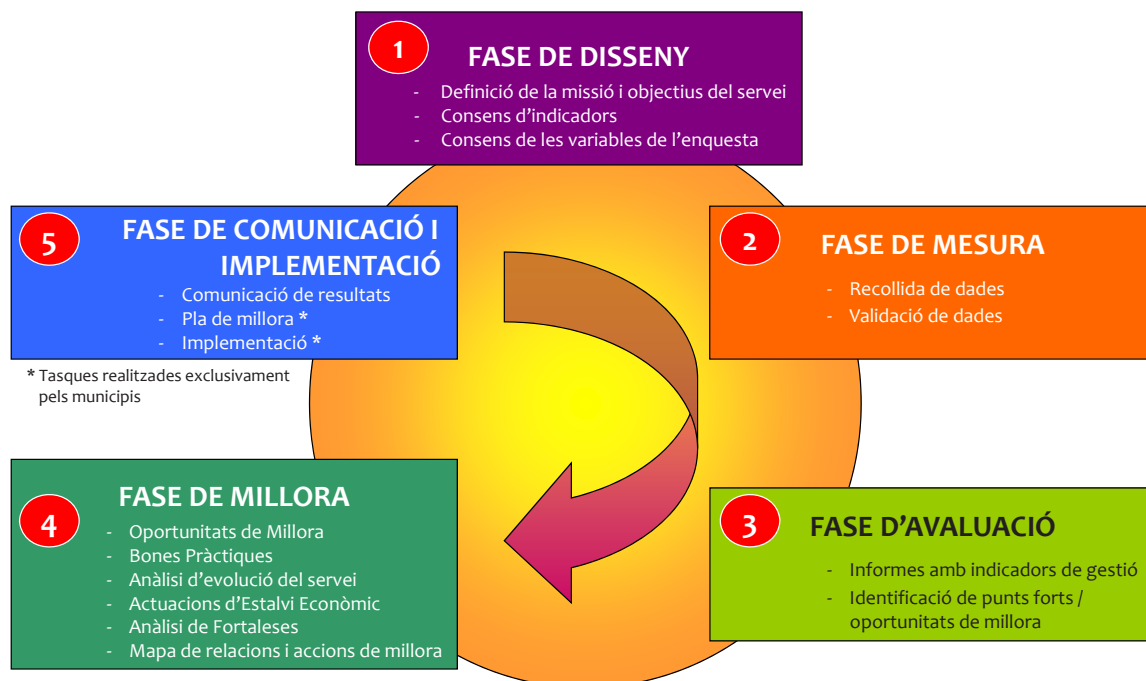 1
FASE DE DISSENY
- Definició de la missió i objectius del servei
- Consens d'indicadors
- Consens de les variables de l'enquesta
2
FASE DE MESURA
- Recollida de dades
- Validació de dades
3
FASE D'AVALUACIÓ
- Informes amb indicadors de gestió
- Identificació de punts forts /
oportunitats de millora
4
FASE DE MILLORA
- Oportunitats de Millora
- Bones Pràctiques
- Anàlisi d'evolució del servei
- Actuacions d'Estalvi Econòmic
- Anàlisi de Fortaleses
- Mapa de relacions i accions de millora
5
FASE DE COMUNICACIÓ I
IMPLEMENTACIÓ
- Comunicació de resultats
- Pla de millora *
- Implementació *
* Tasques realitzades exclusivament
pels municipis